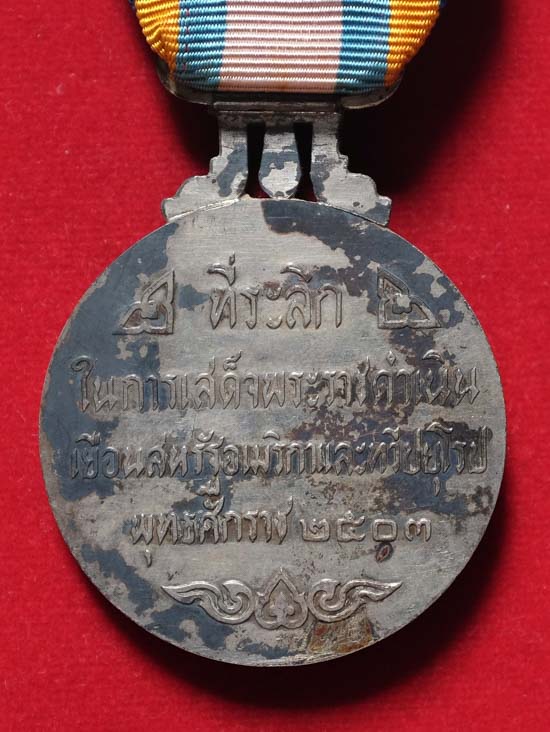 ที่ระลึก
ในการเสด็จพระราชดำเนิน
เยือนสหรัฐอเมริกาและทวีปยุโรป
พุทธศักราช ๒๕๐๓